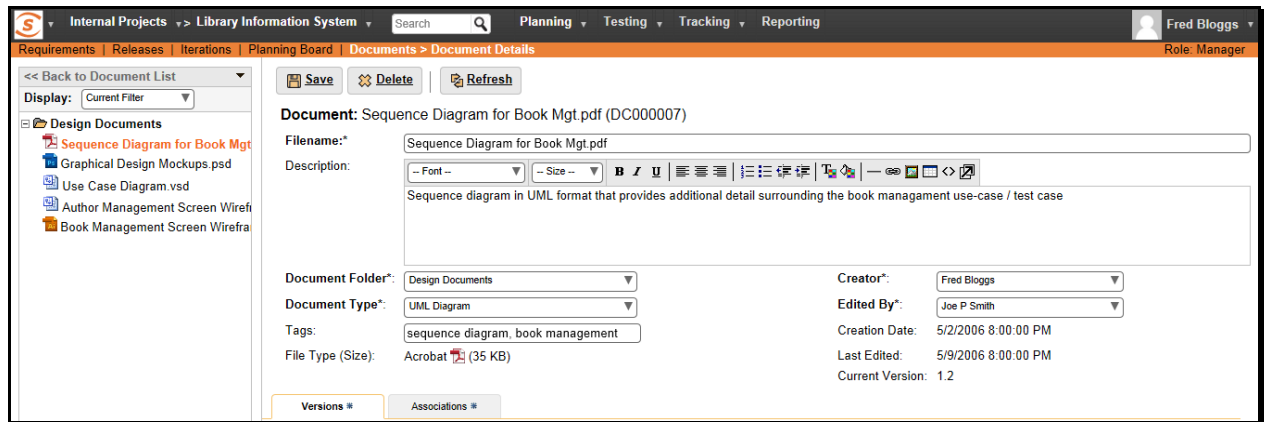 Internal Projects > Library Information System Search Planning Testing Tracking Reporting Fred Bloggs
Requirements | Releases | Iterations | Planning Board | Documents > Document Details Role: Manager
<< Back to Document List
Display: Current Filter
Design Documents
Sequence Diagram for Book Mgt
Graphical Design Mockups.psd
Use Case Diagram.vsd
Author Management Screen Wirefr
Book Management Screen Wirefra
Save Delete Refresh
Document: Sequence Diagram for Book Mgt.pdf (DC000007)
Filename:* Sequence Diagram for Book Mgt.pdf
Description: -- Font -- -- Size -- B I U
Sequence diagram in UML format that provides additional detail surrounding the book managament use-case / test case
Document Folder*: Design Documents Creator*: Fred Bloggs
Document Type*: UML Diagram Edited By*: Joe P Smith
Tags: sequence diagram, book management Creation Date: 5/2/2006 8:00:00 PM
File Type (Size): Acrobat (35 KB) Last Edited: 5/9/2006 8:00:00 PM
Current Version: 1.2
Versions * Associations *